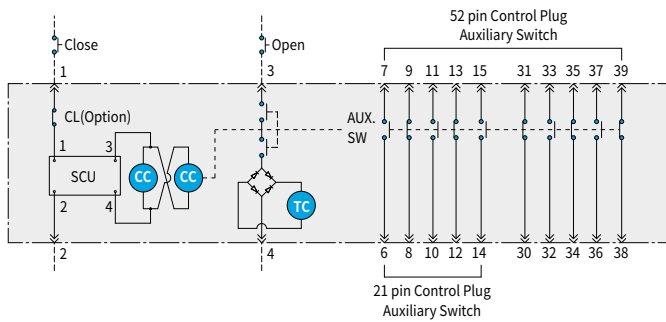 52 pin Control Plug
Auxiliary Switch
Close
Open
1
3
7
9
11
13
15
31
33
35
37
39
CL(Option)
AUX.
SW
1
3
SCU
CC
CC
TC
2
4
2
4
6
8
10
12
14
30
32
34
36
38
21 pin Control Plug
Auxiliary Switch